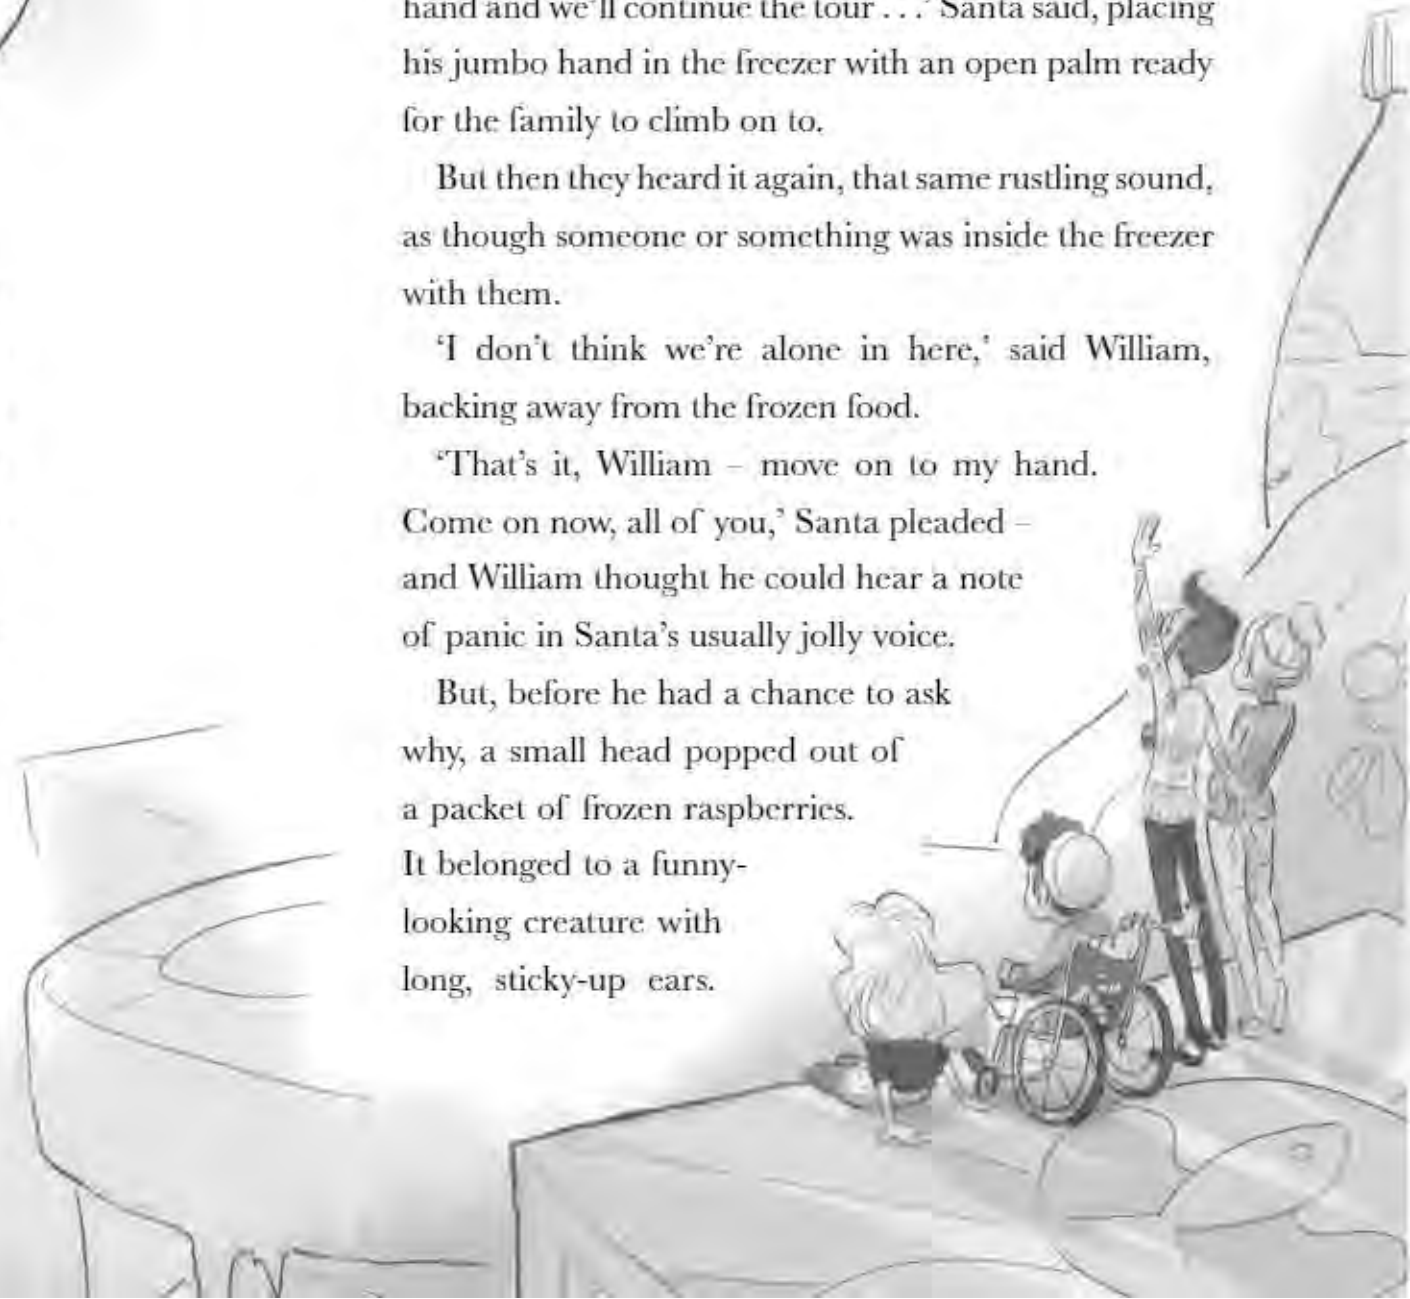 hand and we'll continue the tour . . .' Santa said, placing
his jumbo hand in the freezer with an open palm ready
for the family to climb on to.
But then they heard it again, that same rustling sound,
as though someone or something was inside the freezer
with them.
‘I don’t think we’re alone in here,’ said William,
backing away from the frozen food.
‘That’s it, William – move on to my hand.
Come on now, all of you,’ Santa pleaded –
and William thought he could hear a note
of panic in Santa’s usually jolly voice.
But, before he had a chance to ask
why, a small head popped out of
a packet of frozen raspberries.
It belonged to a funny-
looking creature with
long, sticky-up ears.